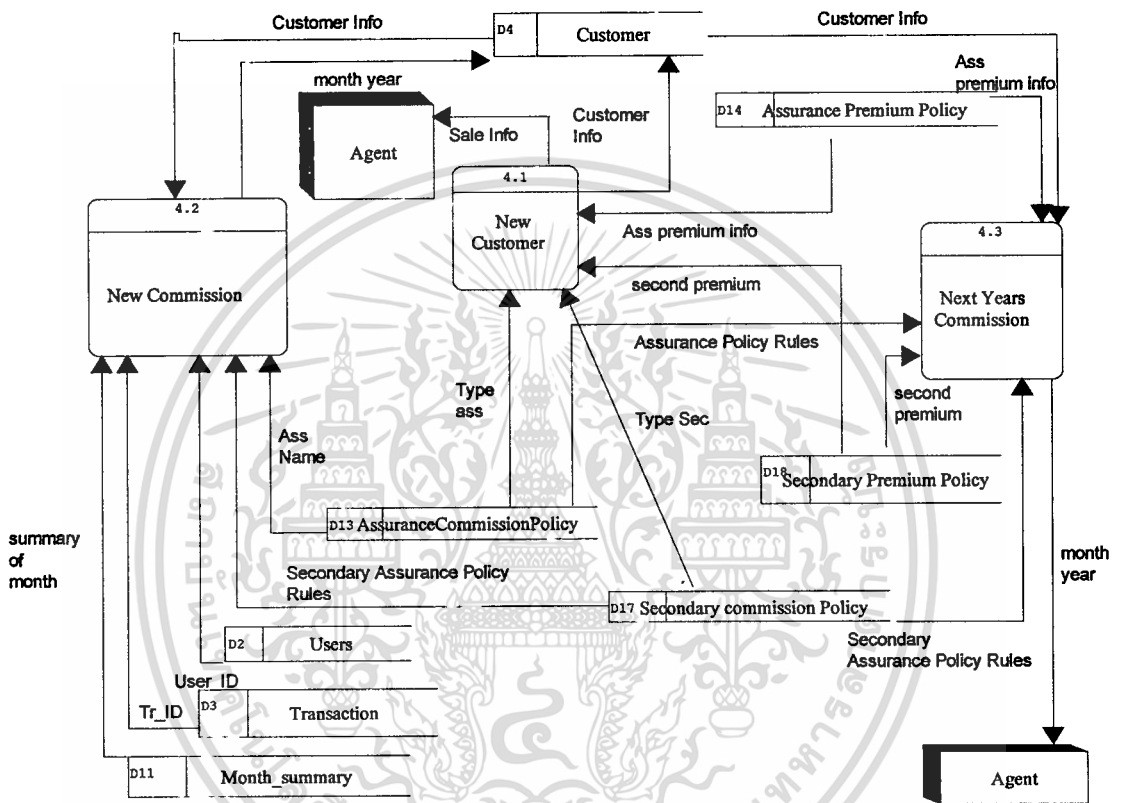 Customer Info
D4
Customer
Customer Info
month year
Agent
Sale Info
Customer
Info
Ass
premium info
D14
Assurance Premium Policy
4.1
New
Customer
4.2
New Commission
Ass premium info
second premium
4.3
Next Years
Commission
Assurance Policy Rules
second
premium
Type
ass
Type Sec
Ass
Name
D18
Secondary Premium Policy
D13
AssuranceCommissionPolicy
summary
of
month
month
year
Secondary Assurance Policy
Rules
D17
Secondary commission Policy
Secondary
Assurance Policy Rules
D2
Users
User_ID
D3
Transaction
Tr_ID
D11
Month_summary
Agent